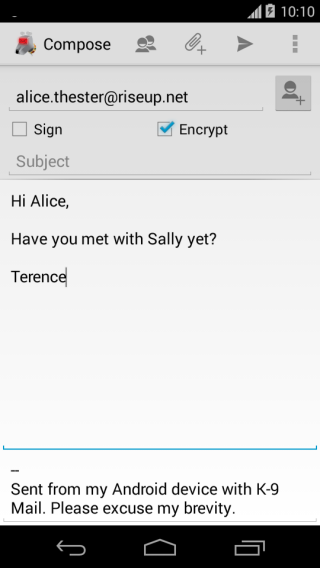 10:10
Compose
alice.thester@riseup.net
Sign Encrypt
Subject
Hi Alice,
Have you met with Sally yet?
Terence
--
Sent from my Android device with K-9
Mail. Please excuse my brevity.